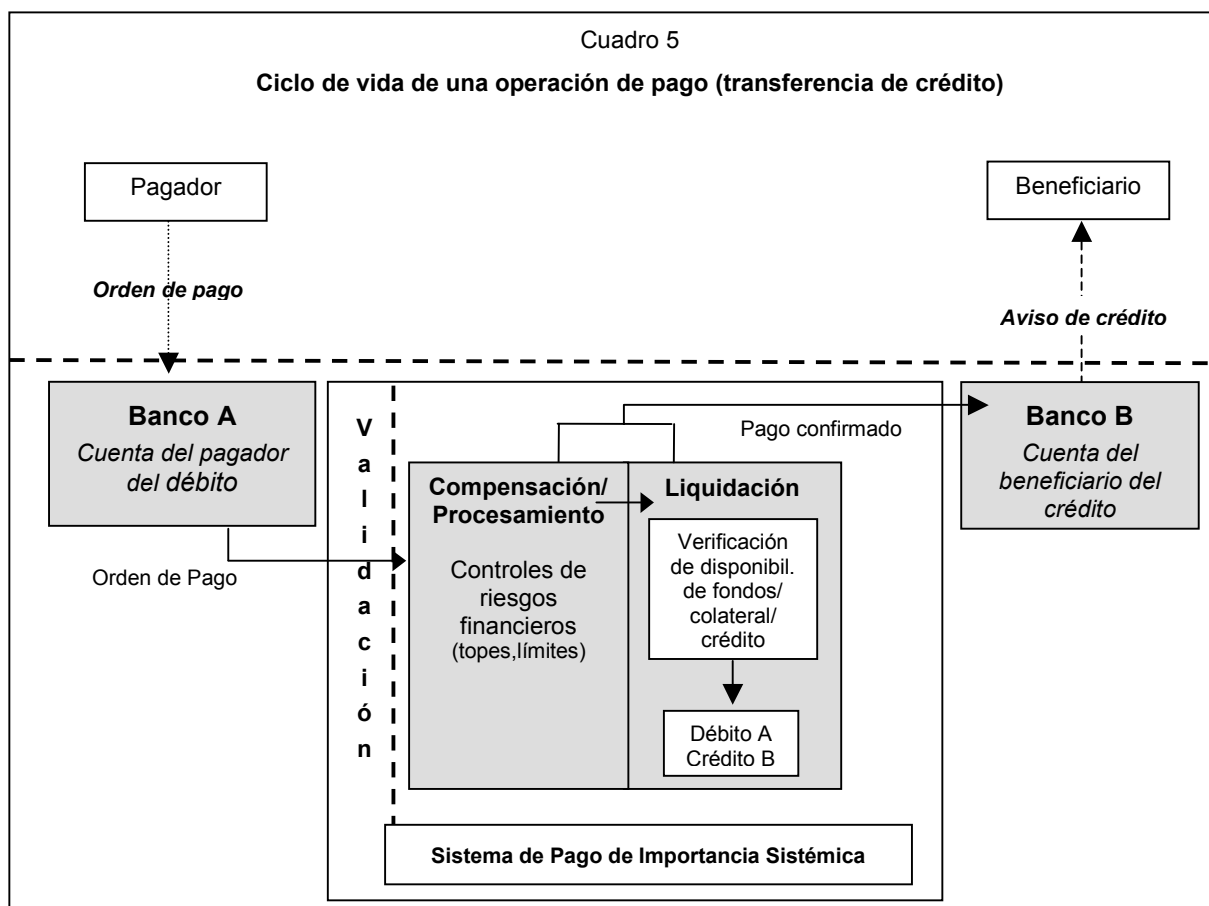 Cuadro 5
Ciclo de vida de una operación de pago (transferencia de crédito)
Pagador
Beneficiario
Orden de pago
Aviso de crédito
Banco A
Cuenta del pagador
del débito
Orden de Pago
Validación
Compensación/
Procesamiento
Controles de
riesgos
financieros
(topes,límites)
Liquidación
Verificación
de disponibil.
de fondos/
colateral/
crédito
Débito A
Crédito B
Pago confirmado
Banco B
Cuenta del
beneficiario del
crédito
Sistema de Pago de Importancia Sistémica